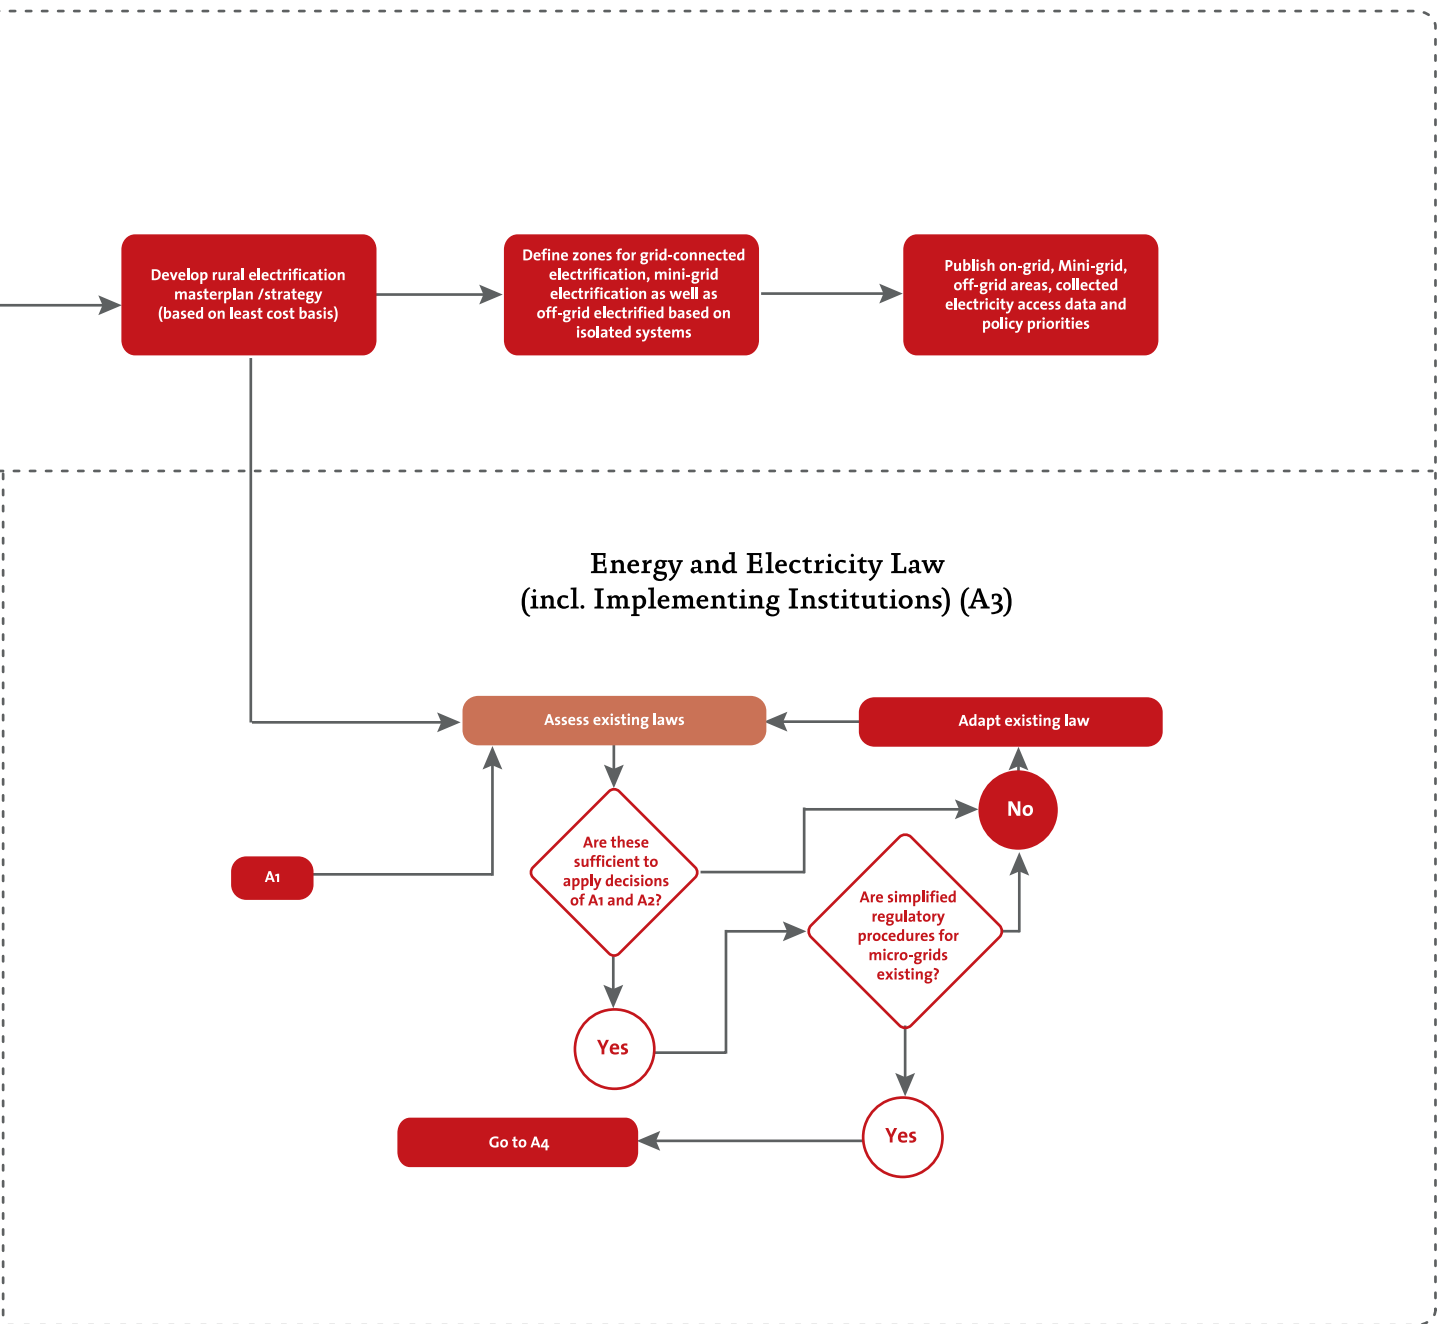 Develop rural electrification
masterplan /strategy
(based on least cost basis)
Define zones for grid-connected
electrification, mini-grid
electrification as well as
off-grid electrified based on
isolated systems
Publish on-grid, Mini-grid,
off-grid areas, collected
electricity access data and
policy priorities
Energy and Electricity Law
(incl. Implementing Institutions) (A3)
Assess existing laws
Adapt existing law
No
Are these
sufficient to
apply decisions
of A1 and A2?
A1
Are simplified
regulatory
procedures for
micro-grids
existing?
Yes
Yes
Go to A4